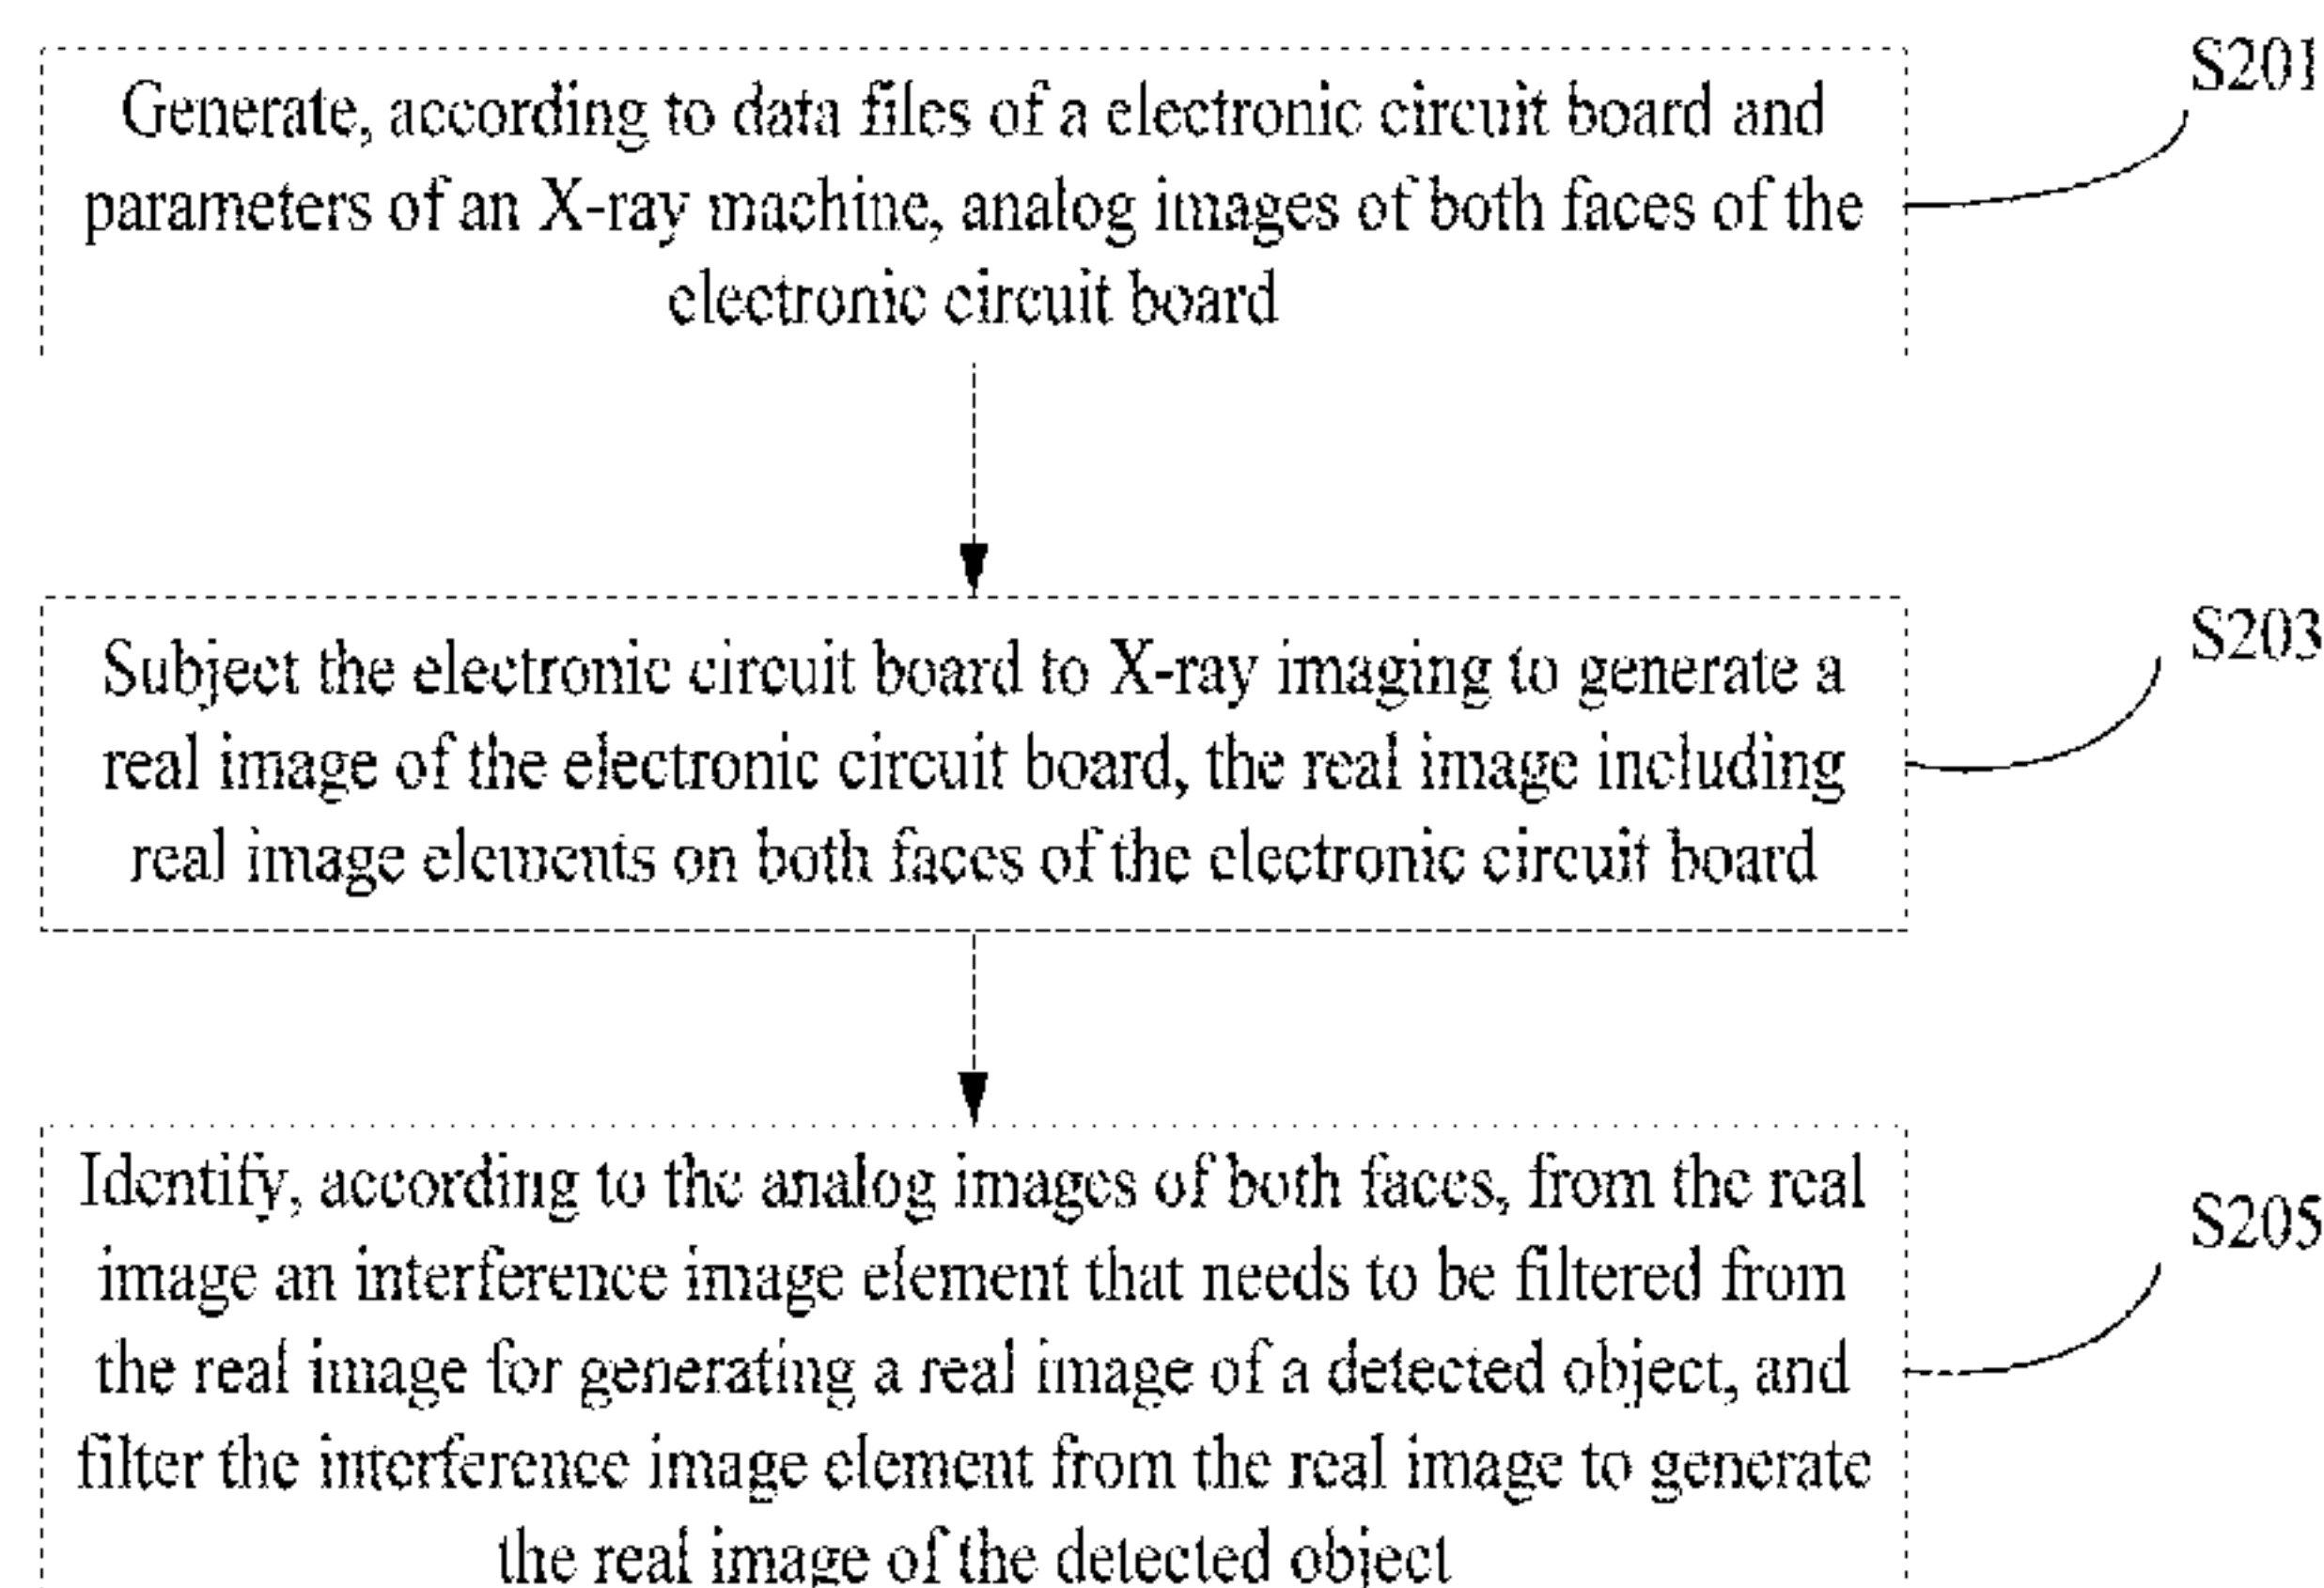 Generate, according to data files of a electronic circuit board and
parameters of an X-ray machine, analog images of both faces of the
electronic circuit board
S201
Subject the electronic circuit board to X-ray imaging to generate a
real image of the electronic circuit board, the real image including
real image elements on both faces of the electronic circuit board
S203
Identify, according to the analog images of both faces, from the real
image an interference image element that needs to be filtered from
the real image for generating a real image of a detected object, and
filter the interference image element from the real image to generate
the real image of the detected object
S205